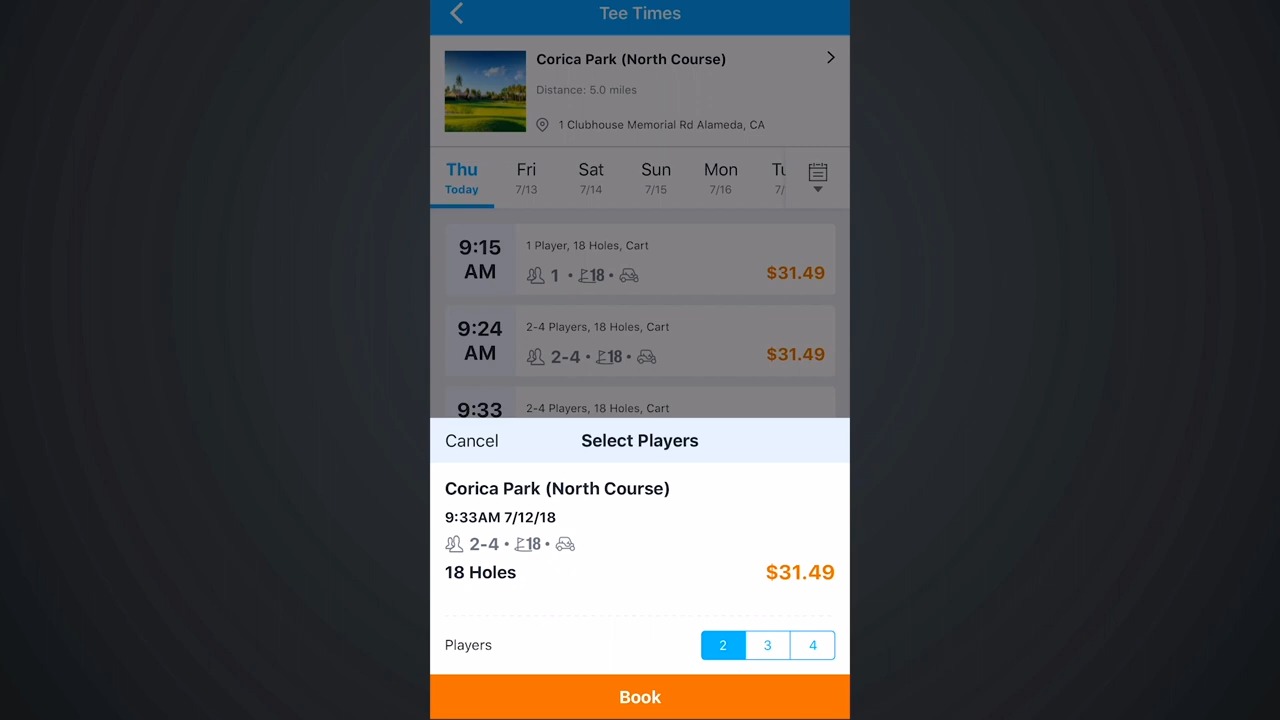 Tee Times
Corica Park (North Course)
Distance: 5.0 miles
1 Clubhouse Memorial Rd Alameda, CA
Thu Fri Sat Sun Mon
Today 7/13 7/14 7/15 7/16 7/
9:15 AM
1 Player, 18 Holes, Cart
1 • 18 •
$31.49
9:24 AM
2-4 Players, 18 Holes, Cart
2-4 • 18 •
$31.49
9:33
2-4 Players, 18 Holes, Cart
Cancel
Select Players
Corica Park (North Course)
9:33AM 7/12/18
2-4 • 18 •
18 Holes
$31.49
Players
2 3 4
Book